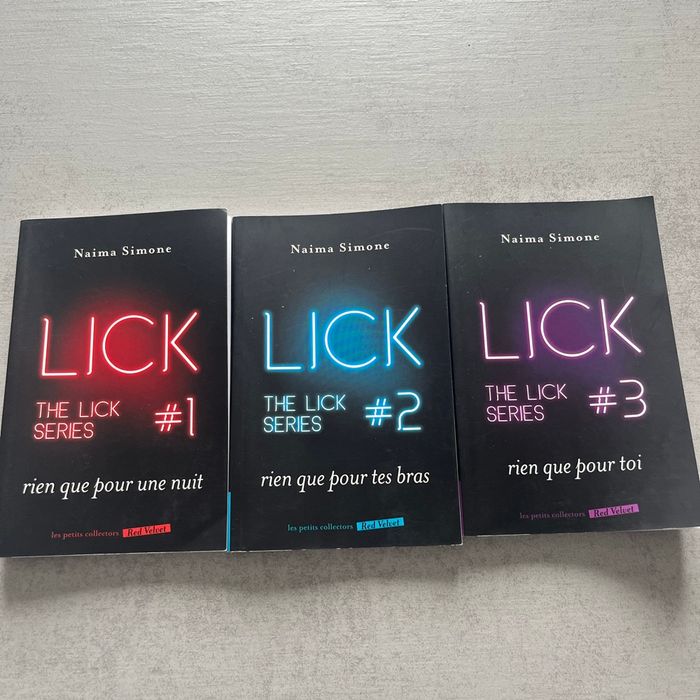 Naima Simone
LICK
THE LICK
SERIES
#1
rien que pour une nuit
les petits collectors Red Velvet
Naima Simone
LICK
THE LICK
SERIES
#2
rien que pour tes bras
les petits collectors Red Velvet
Naima Simone
LICK
THE LICK
SERIES
#3
rien que pour toi
les petits collectors Red Velvet